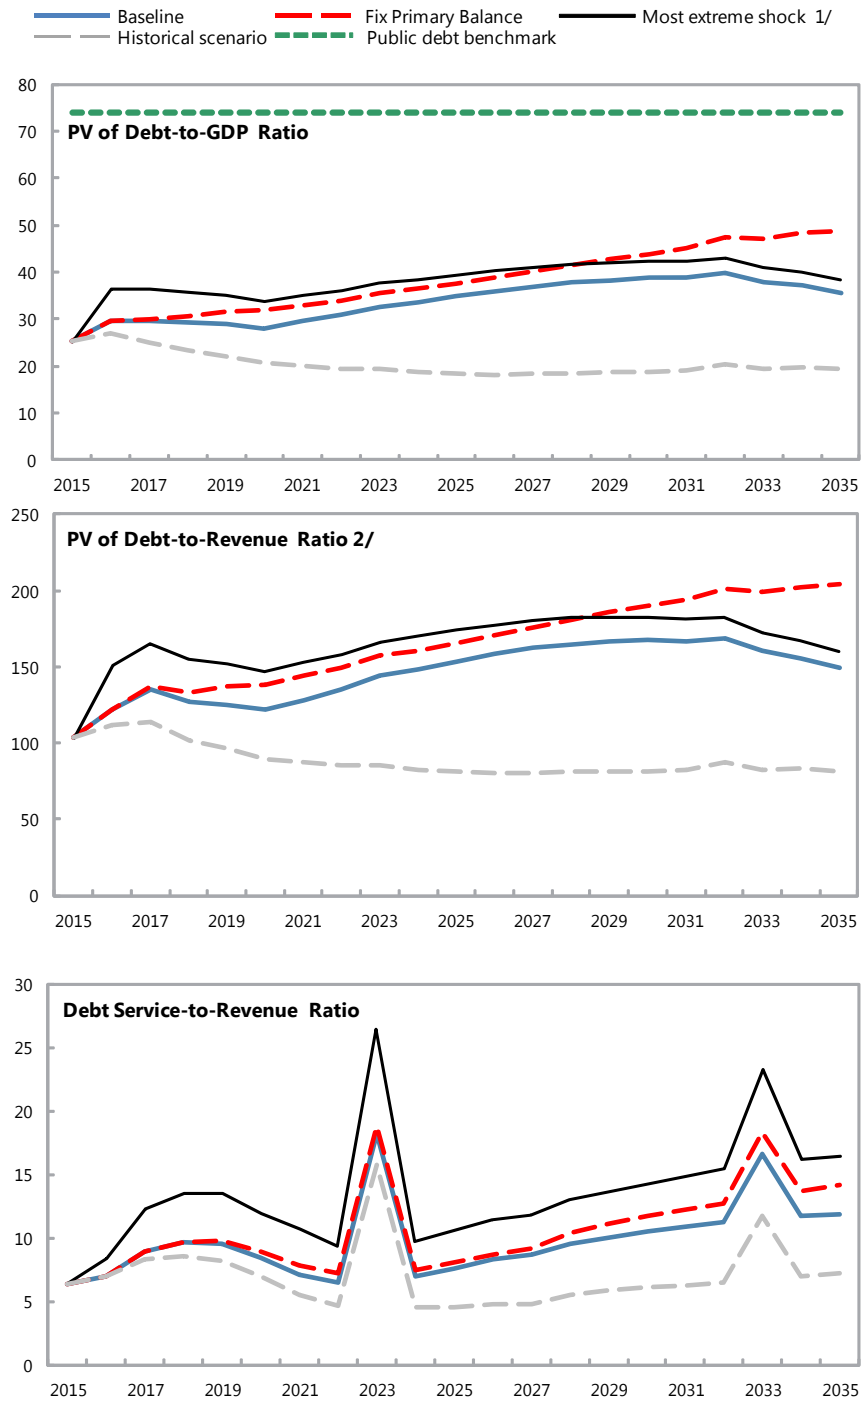 Baseline Fix Primary Balance Most extreme shock 1/
Historical scenario Public debt benchmark
80
PV of Debt-to-GDP Ratio
70
60
50
40
30
20
10
0
2015 2017 2019 2021 2023 2025 2027 2029 2031 2033 2035
250
PV of Debt-to-Revenue Ratio 2/
200
150
100
50
0
2015 2017 2019 2021 2023 2025 2027 2029 2031 2033 2035
30
Debt Service-to-Revenue Ratio
25
20
15
10
5
0
2015 2017 2019 2021 2023 2025 2027 2029 2031 2033 2035